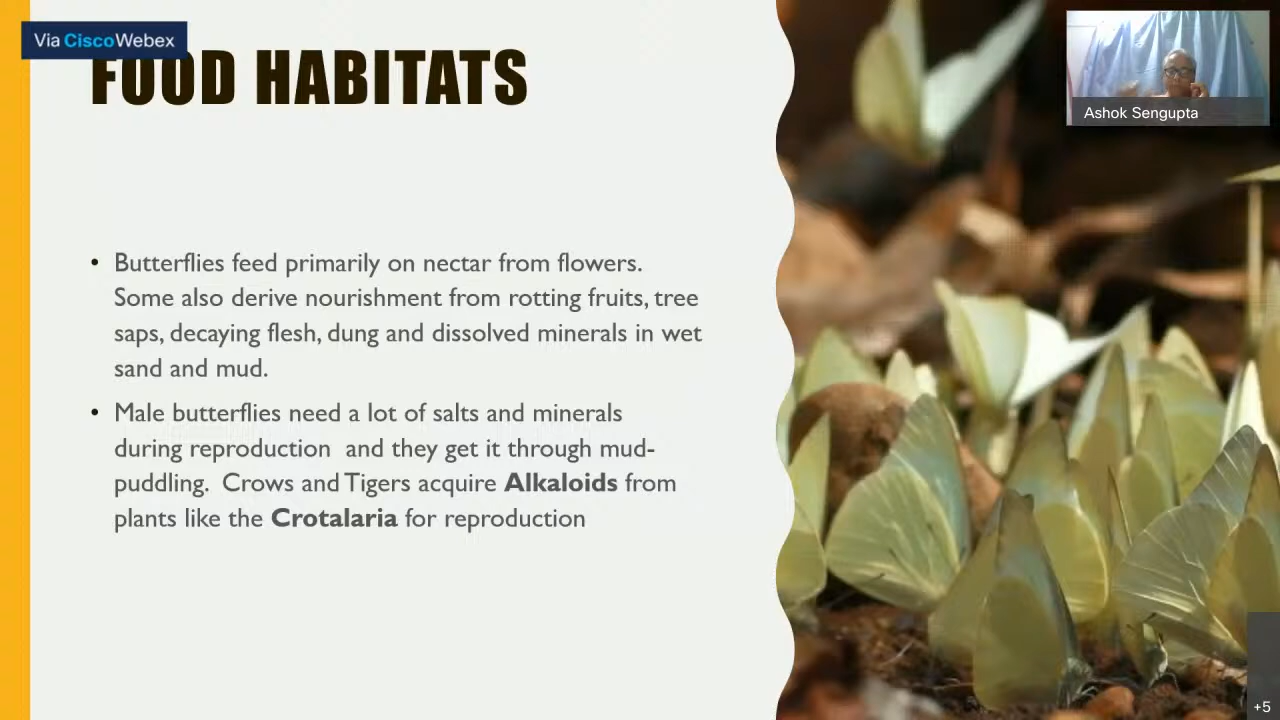 Via CiscoWebex
FOOD HABITATS
Ashok Sengupta
• Butterflies feed primarily on nectar from flowers.
Some also derive nourishment from rotting fruits, tree
saps, decaying flesh, dung and dissolved minerals in wet
sand and mud.
• Male butterflies need a lot of salts and minerals
during reproduction and they get it through mud-
puddling. Crows and Tigers acquire Alkaloids from
plants like the Crotalaria for reproduction
+5